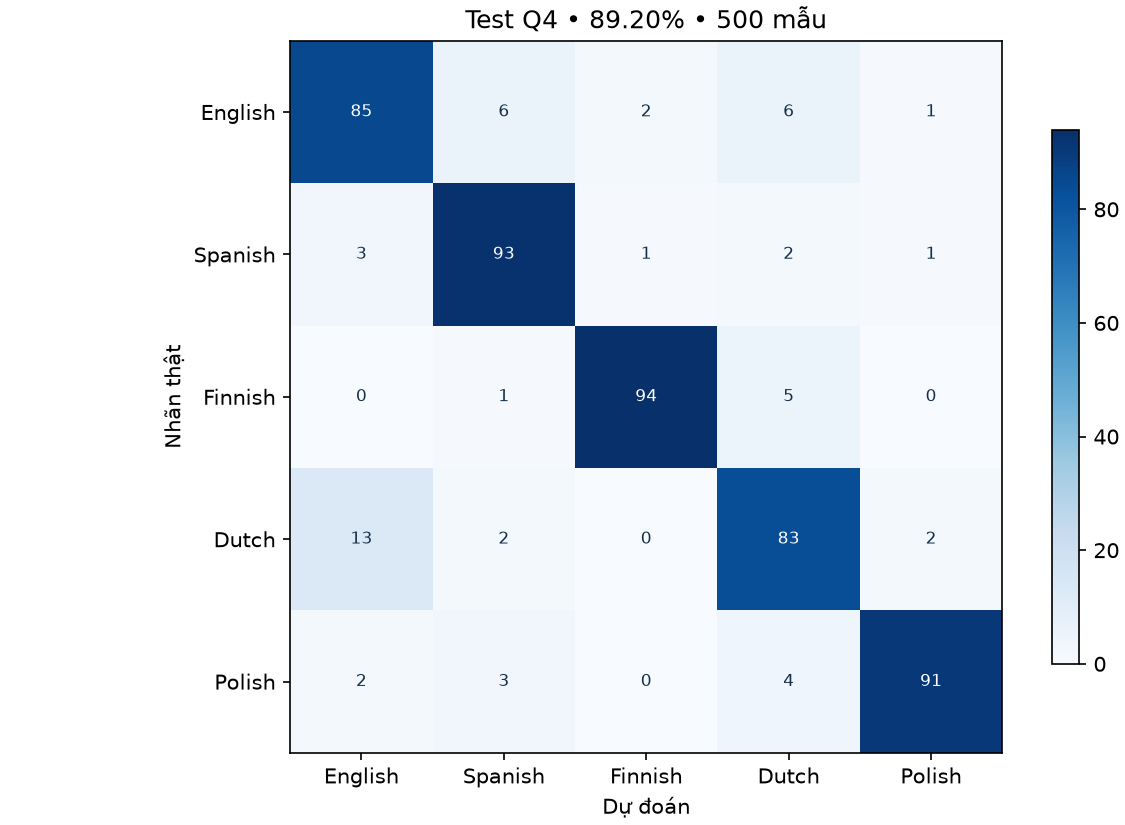 Test Q4 • 89.20% • 500 mẫu
English 85 6 2 6 1
Spanish 3 93 1 2 1
Finnish 0 1 94 5 0
Dutch 13 2 0 83 2
Polish 2 3 0 4 91
English Spanish Finnish Dutch Polish
Dự đoán
Nhãn thật
80
60
40
20
0